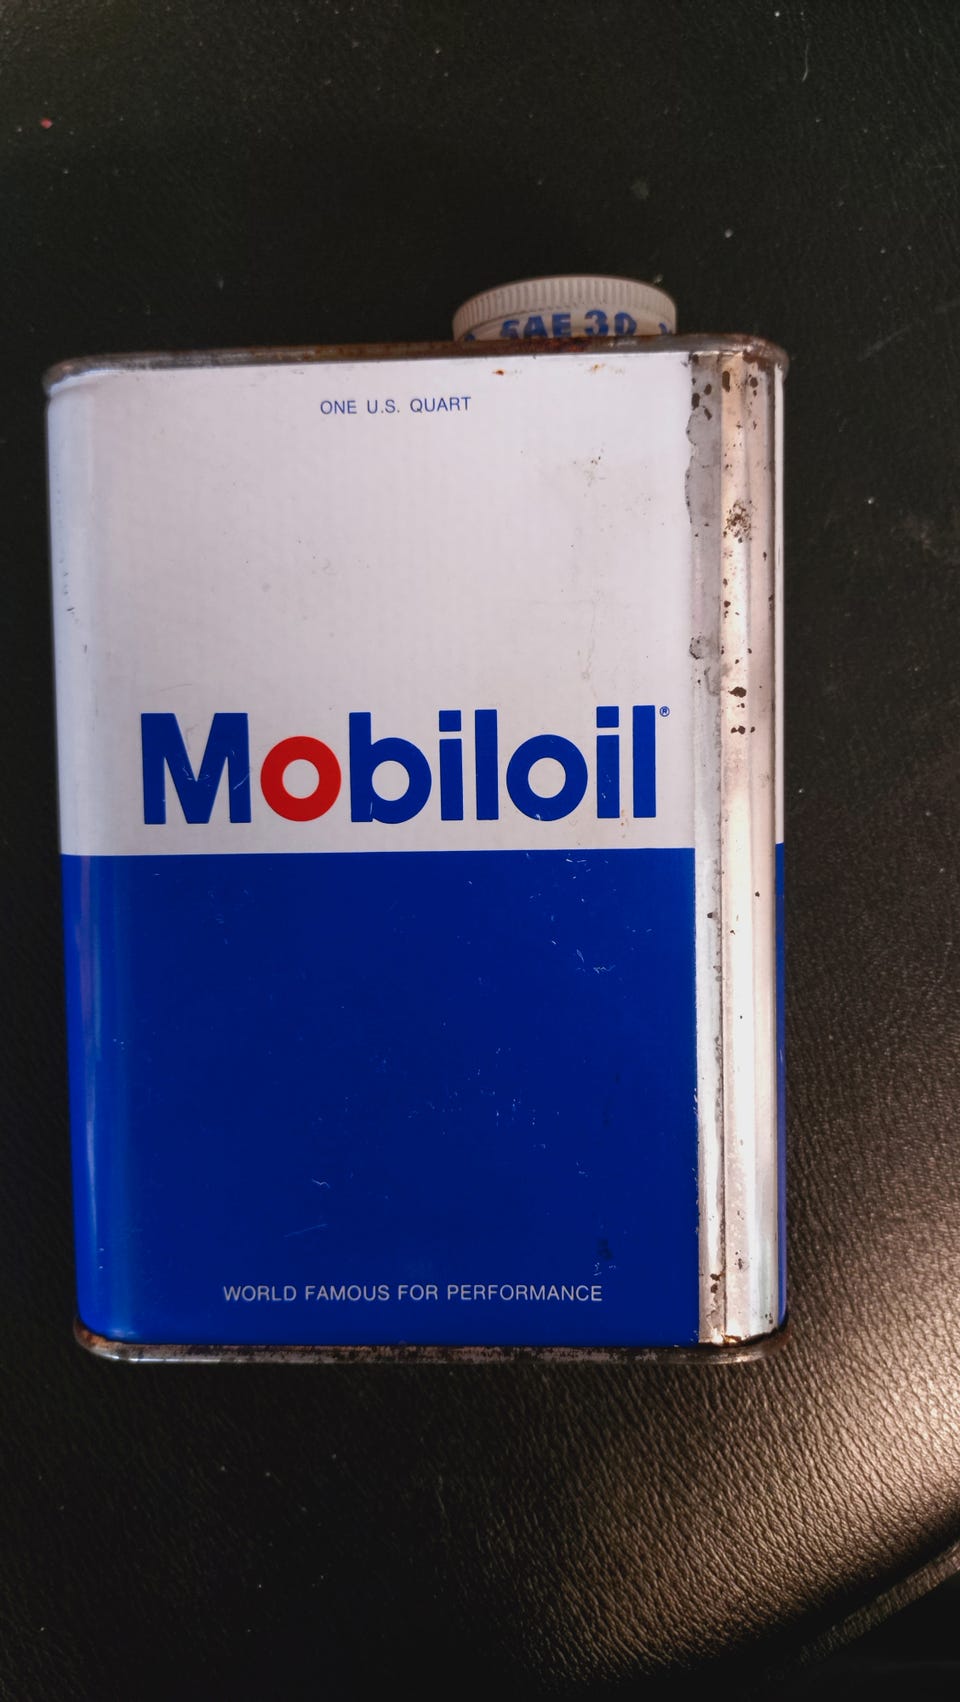 SAE 30
ONE U.S. QUART
Mobiloil®
WORLD FAMOUS FOR PERFORMANCE